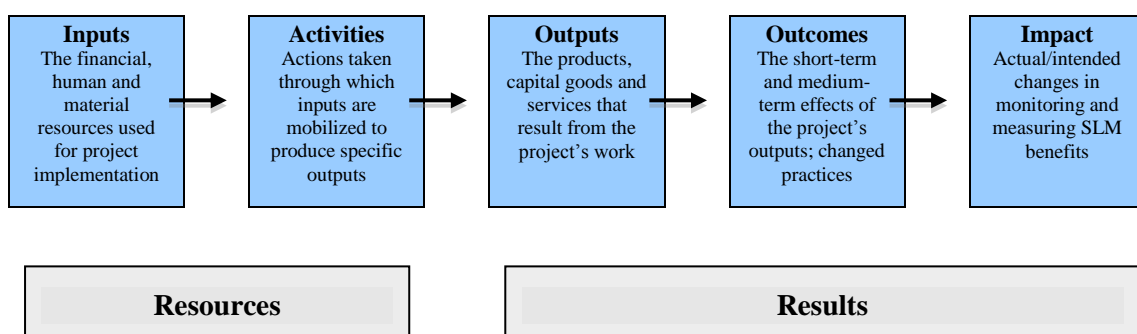 Inputs
The financial,
human and
material
resources used
for project
implementation
Activities
Actions taken
through which
inputs are
mobilized to
produce specific
outputs
Outputs
The products,
capital goods and
services that
result from the
project’s work
Outcomes
The short-term
and medium-
term effects of
the project’s
outputs; changed
practices
Impact
Actual/intended
changes in
monitoring and
measuring SLM
benefits
Resources
Results